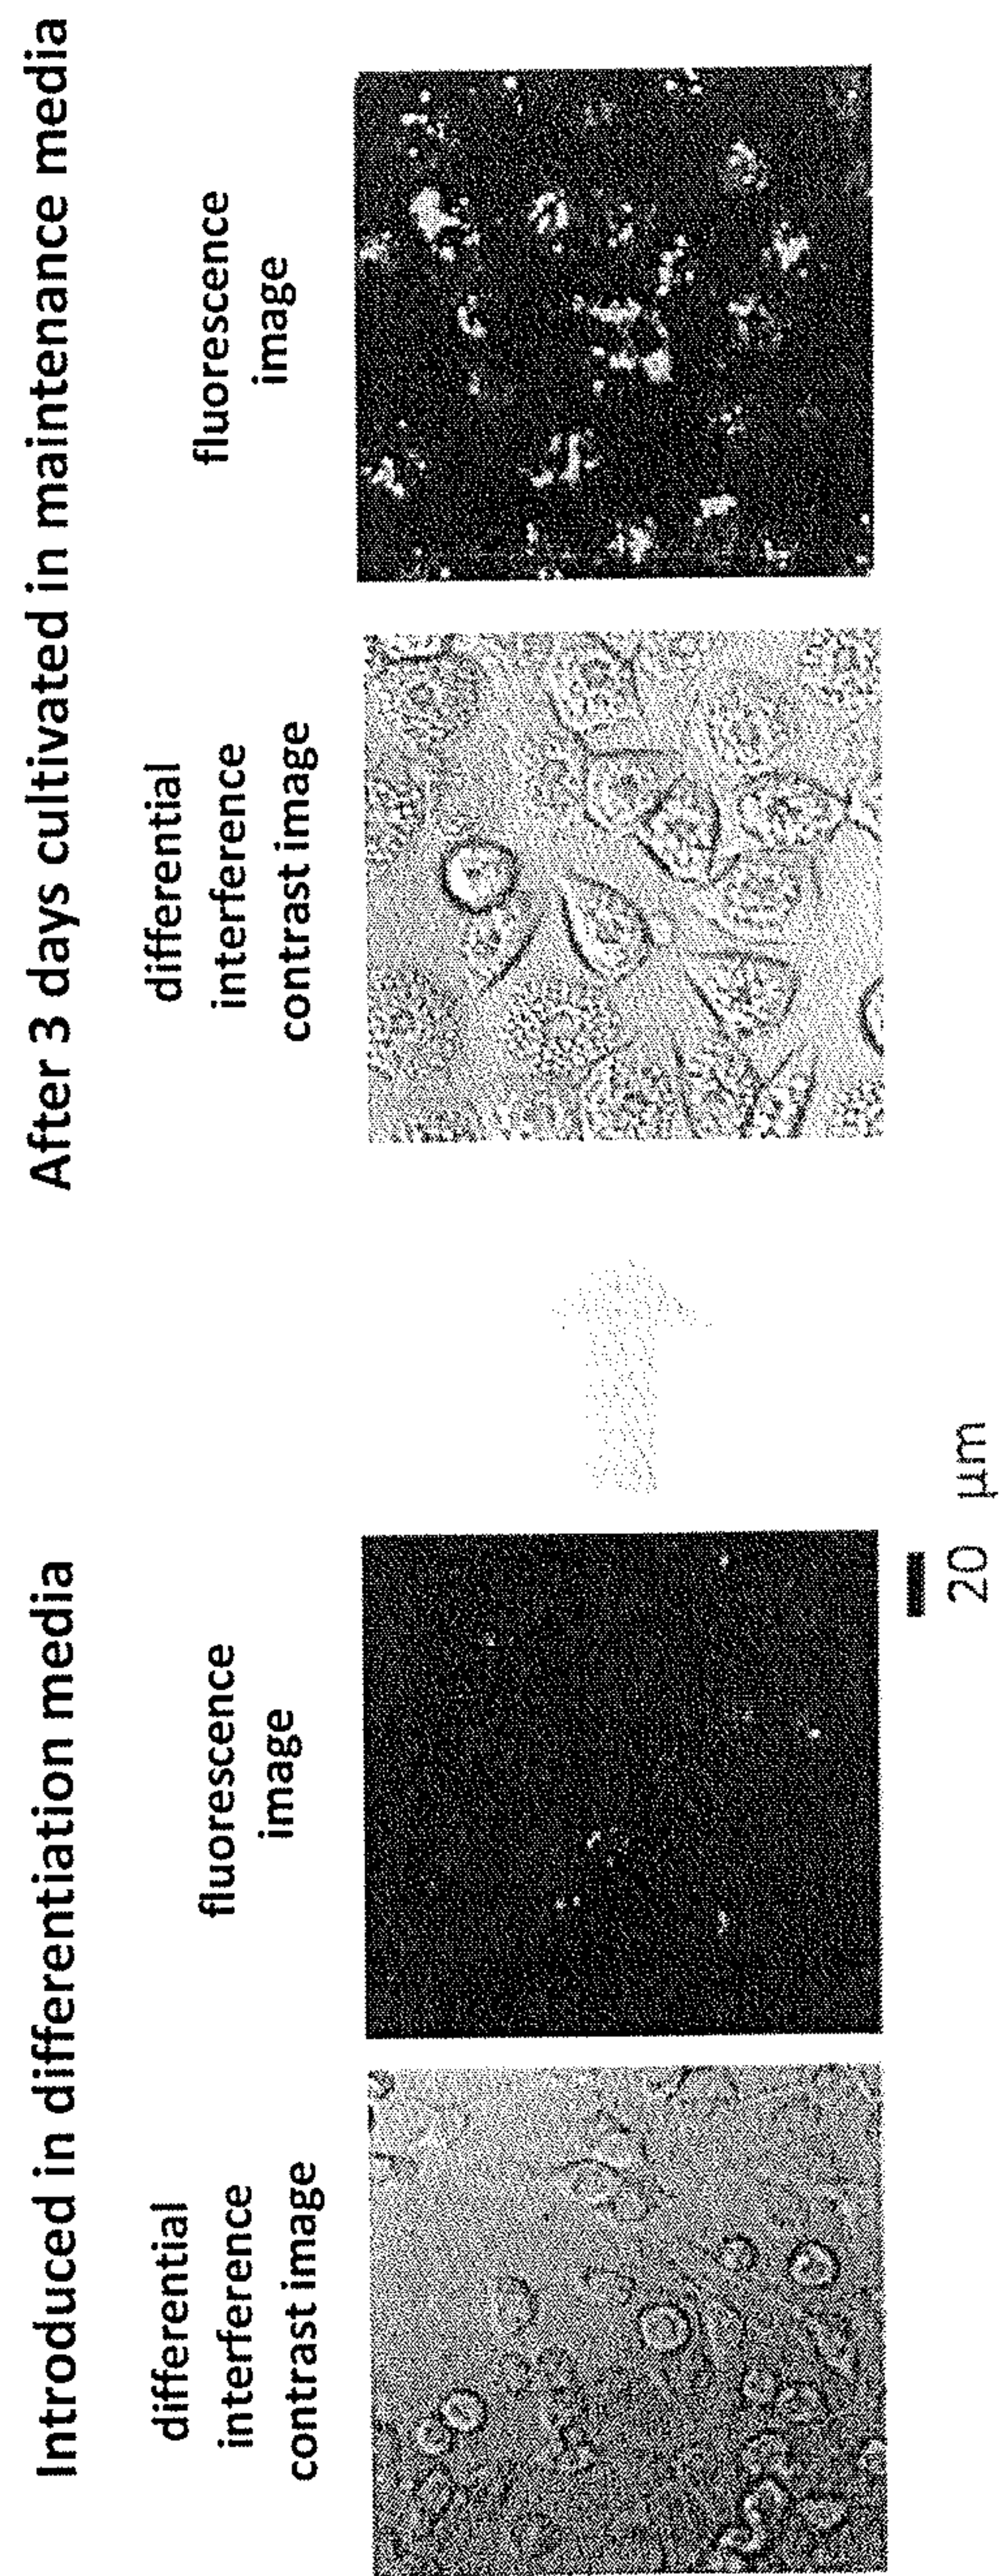 Introduced in differentiation media
differential
interference
contrast image
fluorescence
image
20 µm
After 3 days cultivated in maintenance media
differential
interference
contrast image
fluorescence
image